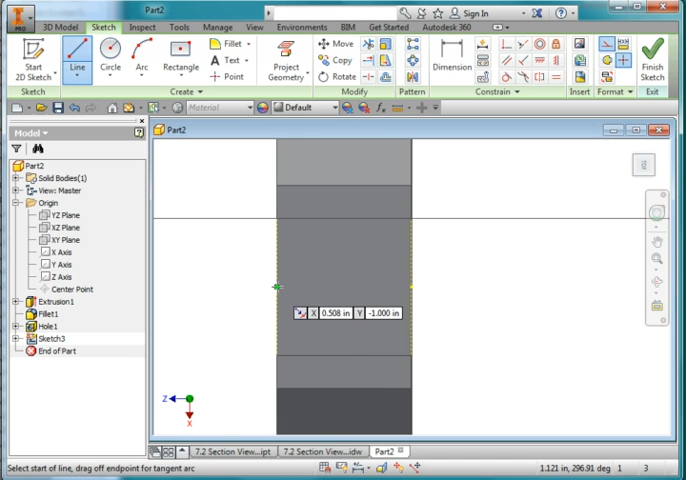 Part2
Sign In
PRO
3D Model Sketch Inspect Tools Manage View Environments BIM Get Started Autodesk 360
Start
2D Sketch
Line
Circle
Arc
Rectangle
Fillet
Text
Point
Project
Geometry
Move
Copy
Rotate
Pattern
Dimension
Finish
Sketch
Sketch Create Modify Pattern Constrain Insert Format Exit
Material Default
Model
Part2
Part2
Solid Bodies(1)
View: Master
Origin
YZ Plane
XZ Plane
XY Plane
X Axis
Y Axis
Z Axis
Center Point
Extrusion1
Fillet1
Hole1
Sketch3
End of Part
X 0.508 in Y -1.000 in
Z
X
7.2 Section View...ipt 7.2 Section View...idw Part2
Select start of line, drag off endpoint for tangent arc
1.121 in, 296.91 deg 1 3